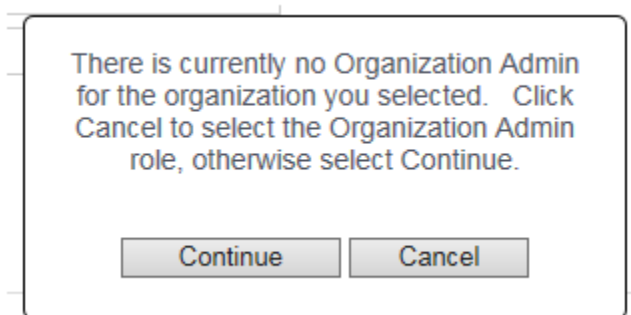 There is currently no Organization Admin
for the organization you selected.   Click
Cancel to select the Organization Admin
role, otherwise select Continue.
Continue
Cancel